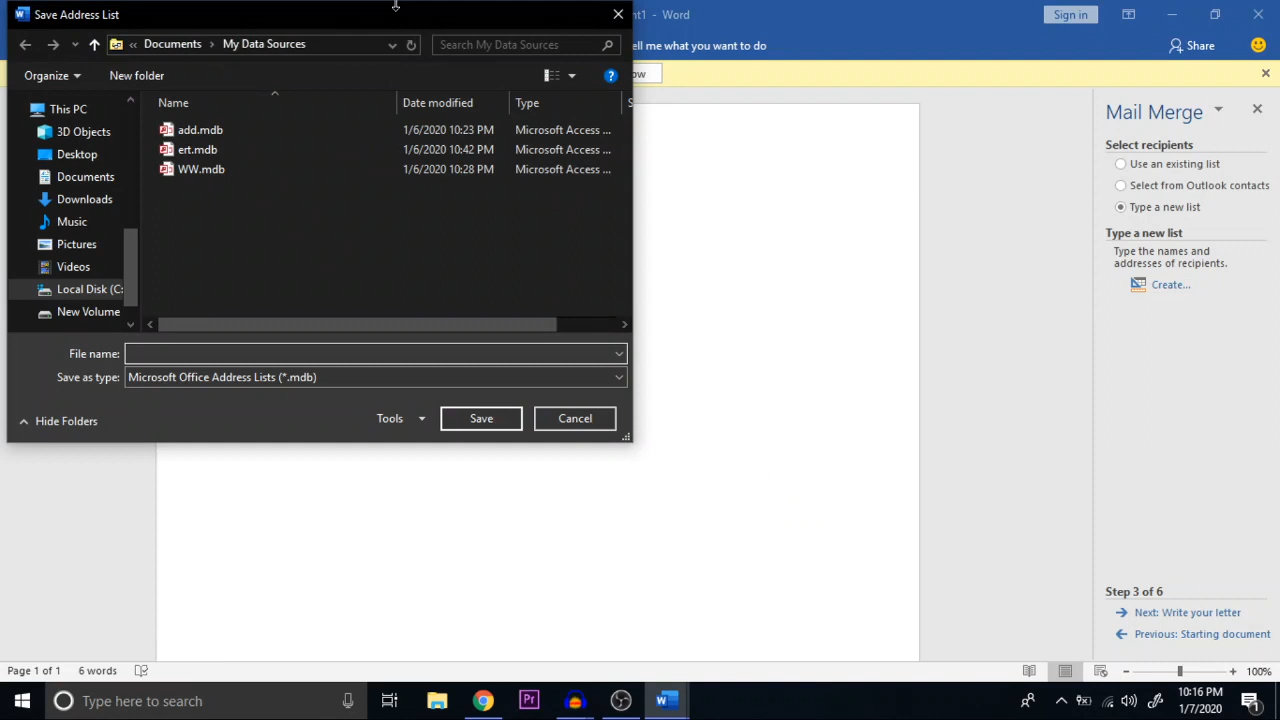 Save Address List
nt1 - Word
Sign in
« Documents > My Data Sources
Search My Data Sources
ell me what you want to do
Share
Organize
New folder
ow
This PC
3D Objects
Desktop
Documents
Downloads
Music
Pictures
Videos
Local Disk (C:
New Volume
Name Date modified Type S
add.mdb 1/6/2020 10:23 PM Microsoft Access ...
ert.mdb 1/6/2020 10:42 PM Microsoft Access ...
WW.mdb 1/6/2020 10:28 PM Microsoft Access ...
File name:
Save as type: Microsoft Office Address Lists (*.mdb)
Hide Folders
Tools
Save
Cancel
Mail Merge
Select recipients
Use an existing list
Select from Outlook contacts
Type a new list
Type a new list
Type the names and
addresses of recipients.
Create...
Step 3 of 6
Next: Write your letter
Previous: Starting document
Page 1 of 1 6 words
100%
Type here to search
Pr
10:16 PM
1/7/2020
1